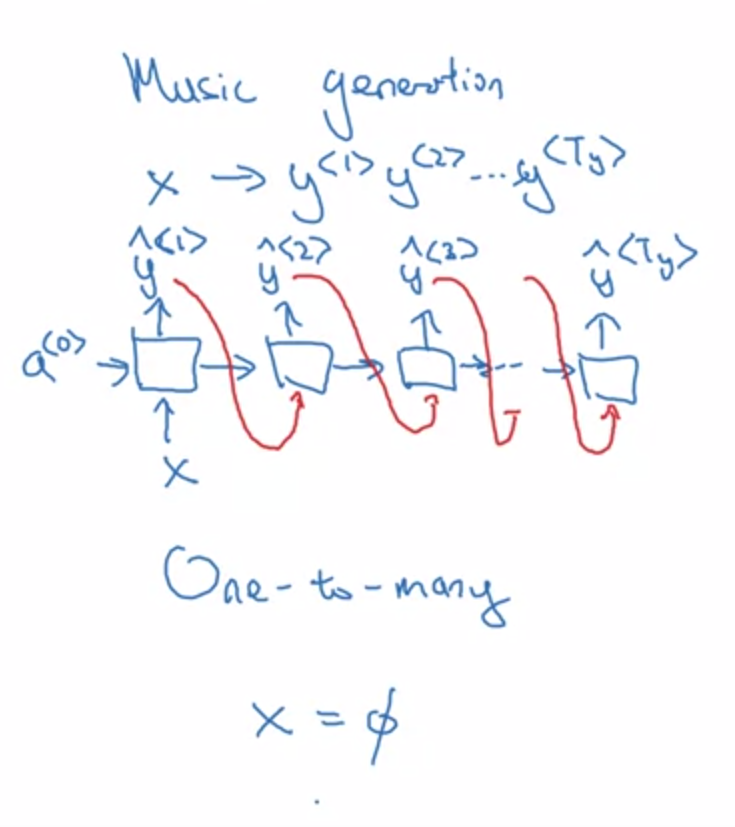 Music generation
x → y<1> y<2> ... y<Ty>
ŷ<1> ŷ<2> ŷ<3> ŷ<Ty>
a<0>
x
One-to-many
x = ϕ